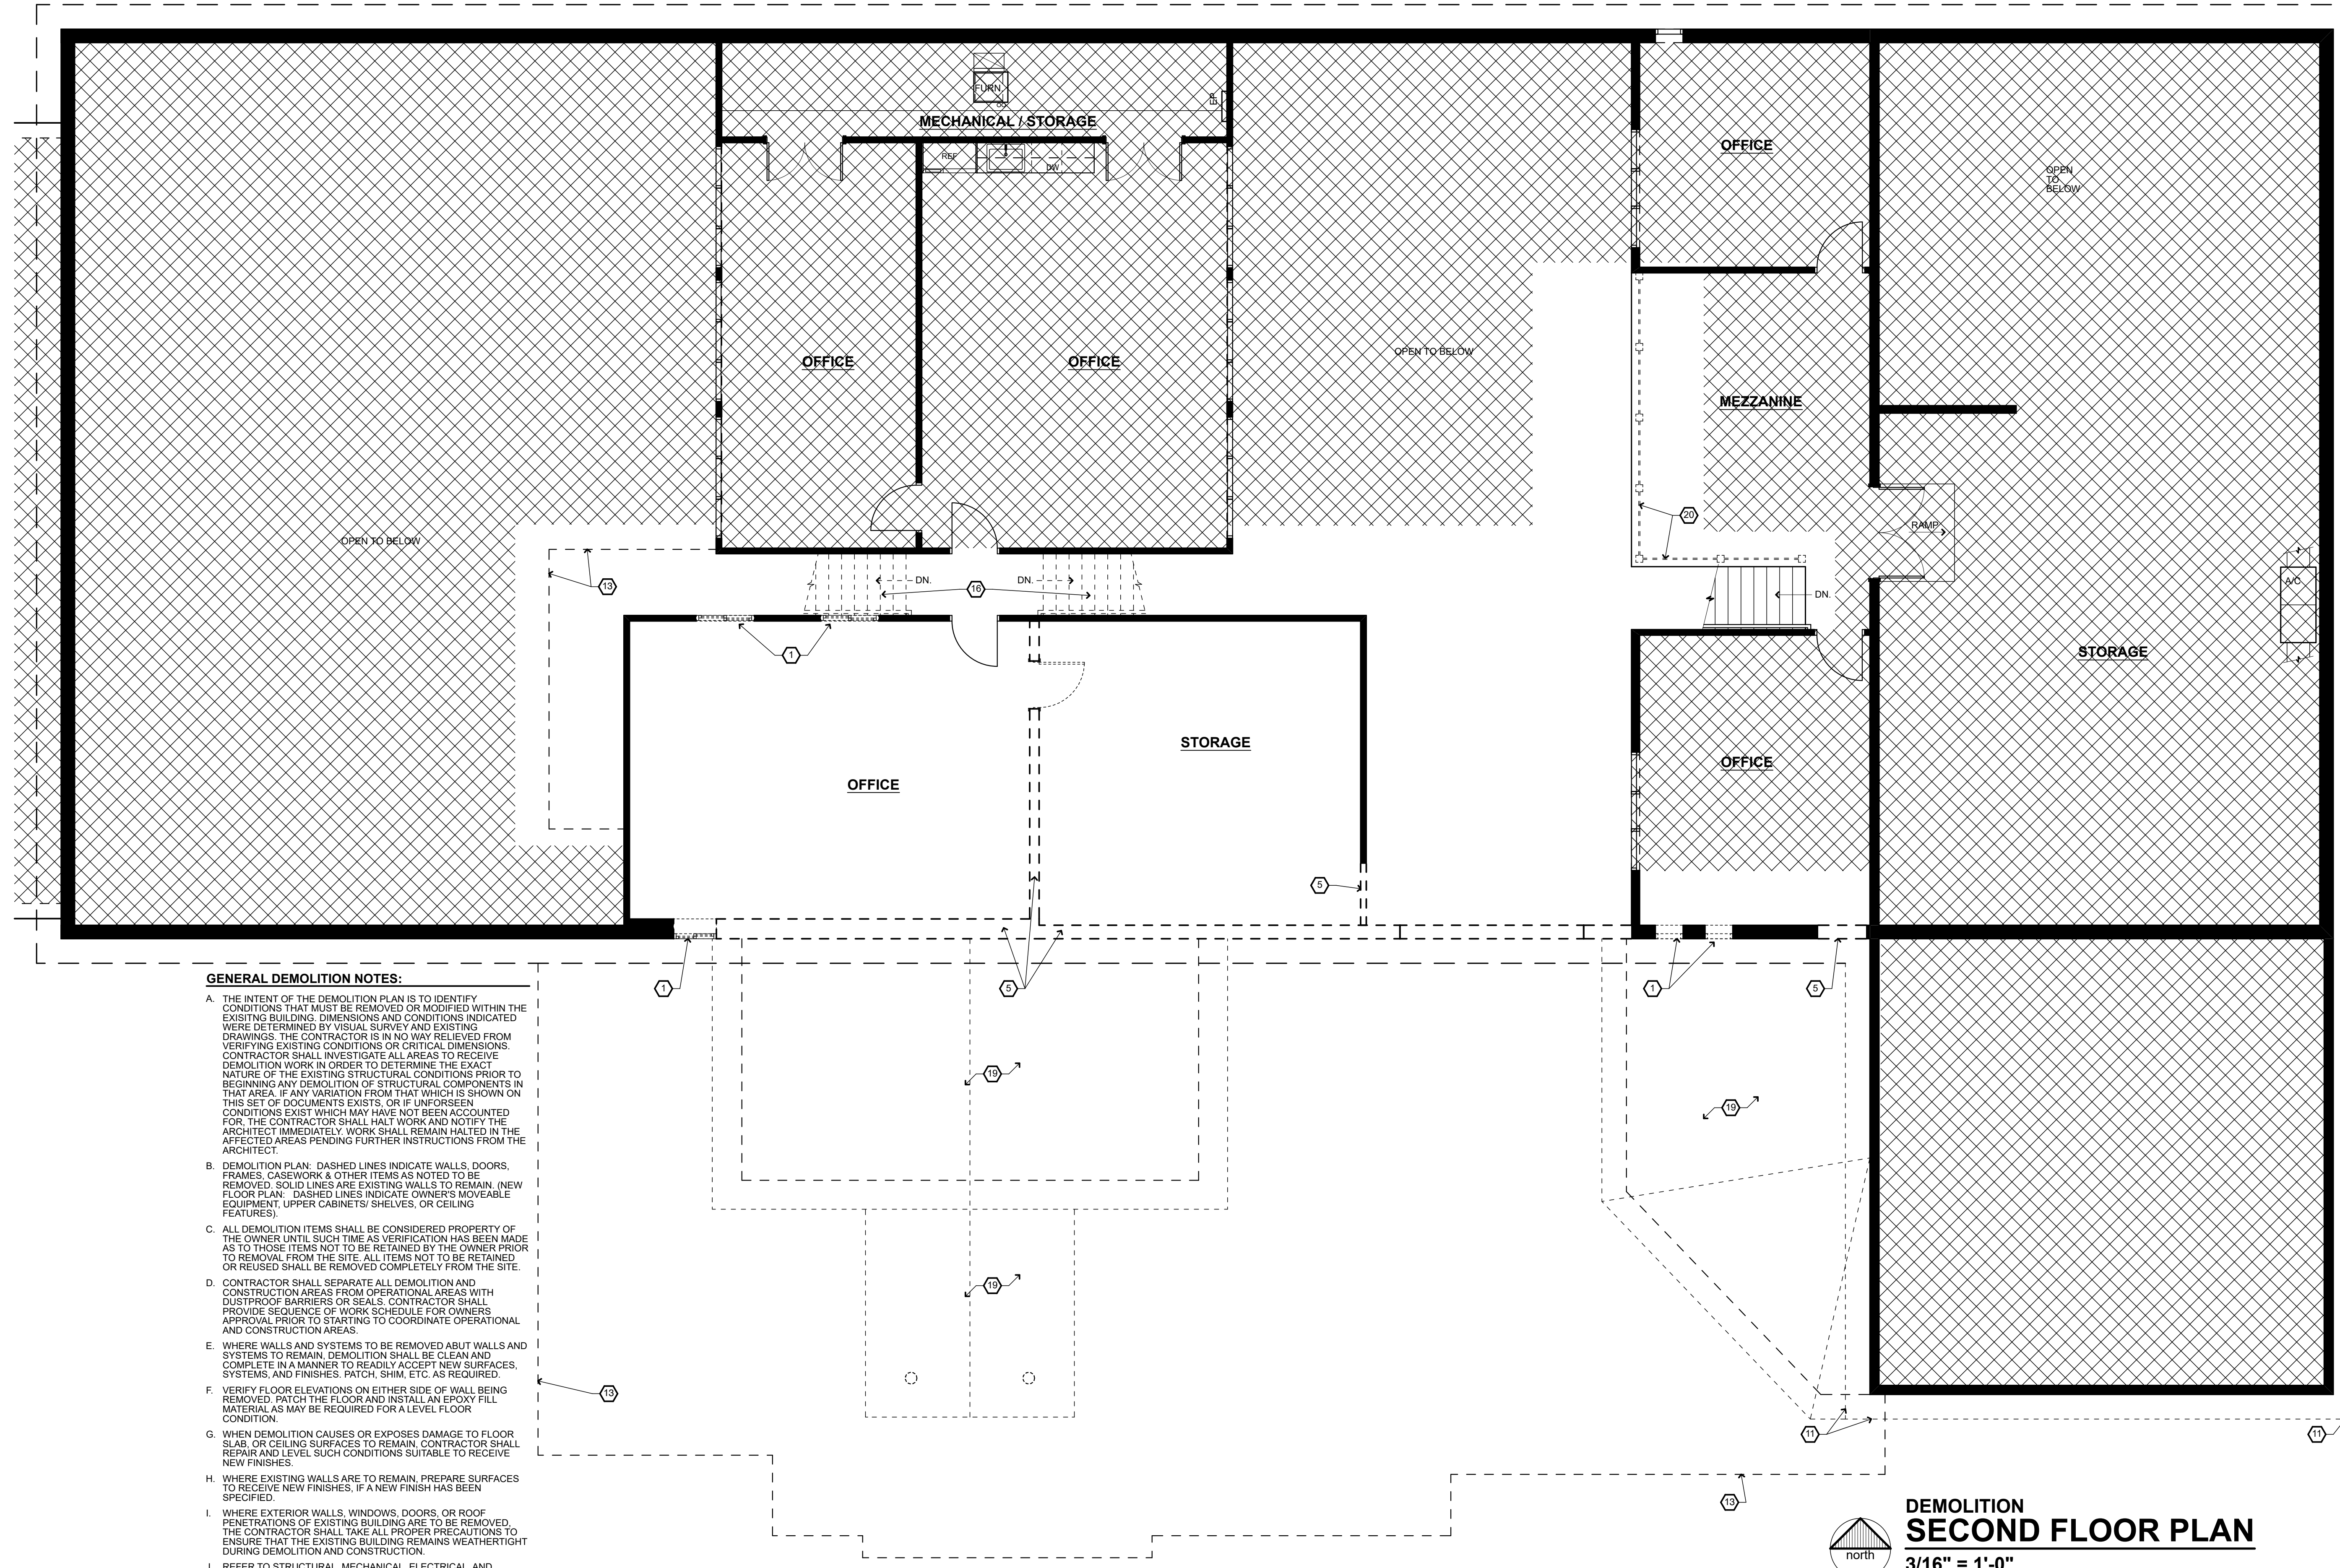 FURN.
EP
MECHANICAL / STORAGE
REF
DW
OFFICE
OPEN
TO
BELOW
OFFICE
OFFICE
OPEN TO BELOW
MEZZANINE
20
RAMP
OPEN TO BELOW
13
DN.
DN.
16
DN.
A/C
1
STORAGE
STORAGE
OFFICE
OFFICE
5
1
5
1
5
19
19
19
13
11
11
13
GENERAL DEMOLITION NOTES:
A. THE INTENT OF THE DEMOLITION PLAN IS TO IDENTIFY
CONDITIONS THAT MUST BE REMOVED OR MODIFIED WITHIN THE
EXISITNG BUILDING. DIMENSIONS AND CONDITIONS INDICATED
WERE DETERMINED BY VISUAL SURVEY AND EXISTING
DRAWINGS. THE CONTRACTOR IS IN NO WAY RELIEVED FROM
VERIFYING EXISTING CONDITIONS OR CRITICAL DIMENSIONS.
CONTRACTOR SHALL INVESTIGATE ALL AREAS TO RECEIVE
DEMOLITION WORK IN ORDER TO DETERMINE THE EXACT
NATURE OF THE EXISTING STRUCTURAL CONDITIONS PRIOR TO
BEGINNING ANY DEMOLITION OF STRUCTURAL COMPONENTS IN
THAT AREA. IF ANY VARIATION FROM THAT WHICH IS SHOWN ON
THIS SET OF DOCUMENTS EXISTS, OR IF UNFORSEEN
CONDITIONS EXIST WHICH MAY HAVE NOT BEEN ACCOUNTED
FOR, THE CONTRACTOR SHALL HALT WORK AND NOTIFY THE
ARCHITECT IMMEDIATELY. WORK SHALL REMAIN HALTED IN THE
AFFECTED AREAS PENDING FURTHER INSTRUCTIONS FROM THE
ARCHITECT.
B. DEMOLITION PLAN: DASHED LINES INDICATE WALLS, DOORS,
FRAMES, CASEWORK & OTHER ITEMS AS NOTED TO BE
REMOVED. SOLID LINES ARE EXISTING WALLS TO REMAIN. (NEW
FLOOR PLAN: DASHED LINES INDICATE OWNER'S MOVEABLE
EQUIPMENT, UPPER CABINETS/ SHELVES, OR CEILING
FEATURES).
C. ALL DEMOLITION ITEMS SHALL BE CONSIDERED PROPERTY OF
THE OWNER UNTIL SUCH TIME AS VERIFICATION HAS BEEN MADE
AS TO THOSE ITEMS NOT TO BE RETAINED BY THE OWNER PRIOR
TO REMOVAL FROM THE SITE. ALL ITEMS NOT TO BE RETAINED
OR REUSED SHALL BE REMOVED COMPLETELY FROM THE SITE.
D. CONTRACTOR SHALL SEPARATE ALL DEMOLITION AND
CONSTRUCTION AREAS FROM OPERATIONAL AREAS WITH
DUSTPROOF BARRIERS OR SEALS. CONTRACTOR SHALL
PROVIDE SEQUENCE OF WORK SCHEDULE FOR OWNERS
APPROVAL PRIOR TO STARTING TO COORDINATE OPERATIONAL
AND CONSTRUCTION AREAS.
E. WHERE WALLS AND SYSTEMS TO BE REMOVED ABUT WALLS AND
SYSTEMS TO REMAIN, DEMOLITION SHALL BE CLEAN AND
COMPLETE IN A MANNER TO READILY ACCEPT NEW SURFACES,
SYSTEMS, AND FINISHES. PATCH, SHIM, ETC. AS REQUIRED.
F. VERIFY FLOOR ELEVATIONS ON EITHER SIDE OF WALL BEING
REMOVED. PATCH THE FLOOR AND INSTALL AN EPOXY FILL
MATERIAL AS MAY BE REQUIRED FOR A LEVEL FLOOR
CONDITION.
G. WHEN DEMOLITION CAUSES OR EXPOSES DAMAGE TO FLOOR
SLAB, OR CEILING SURFACES TO REMAIN, CONTRACTOR SHALL
REPAIR AND LEVEL SUCH CONDITIONS SUITABLE TO RECEIVE
NEW FINISHES.
H. WHERE EXISTING WALLS ARE TO REMAIN, PREPARE SURFACES
TO RECEIVE NEW FINISHES, IF A NEW FINISH HAS BEEN
SPECIFIED.
I. WHERE EXTERIOR WALLS, WINDOWS, DOORS, OR ROOF
PENETRATIONS OF EXISTING BUILDING ARE TO BE REMOVED,
THE CONTRACTOR SHALL TAKE ALL PROPER PRECAUTIONS TO
ENSURE THAT THE EXISTING BUILDING REMAINS WEATHERTIGHT
DURING DEMOLITION AND CONSTRUCTION.
J. REFER TO STRUCTURAL, MECHANICAL, ELECTRICAL, AND
north
DEMOLITION
SECOND FLOOR PLAN
3/16" = 1'-0"